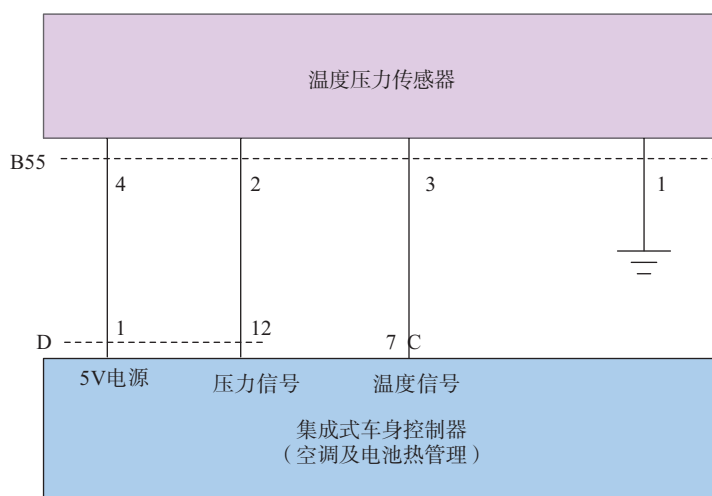 温度压力传感器
B55
4 2 3 1
D 1 12 7 C
5V电源 压力信号 温度信号
集成式车身控制器
（空调及电池热管理）